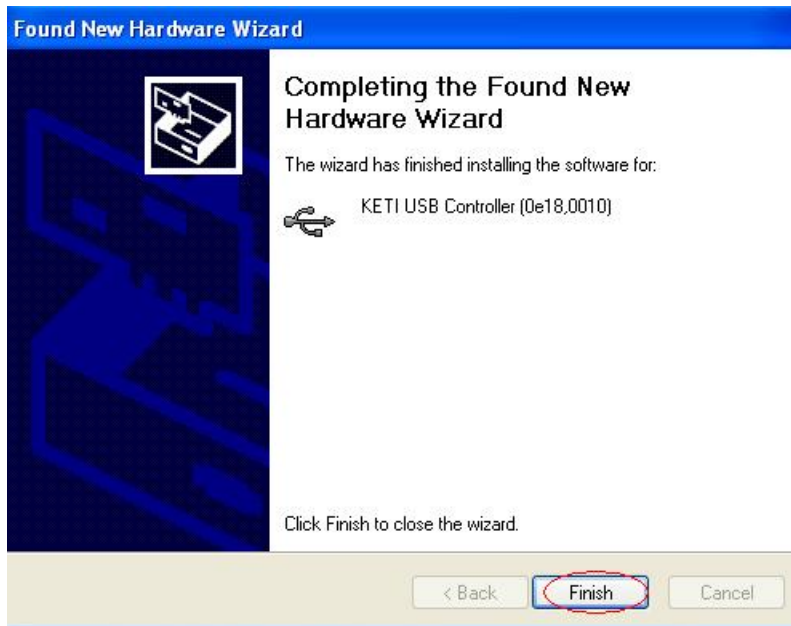 Found New Hardware Wizard
Completing the Found New
Hardware Wizard
The wizard has finished installing the software for:
KETI USB Controller (0e18,0010)
Click Finish to close the wizard.
< Back Finish Cancel